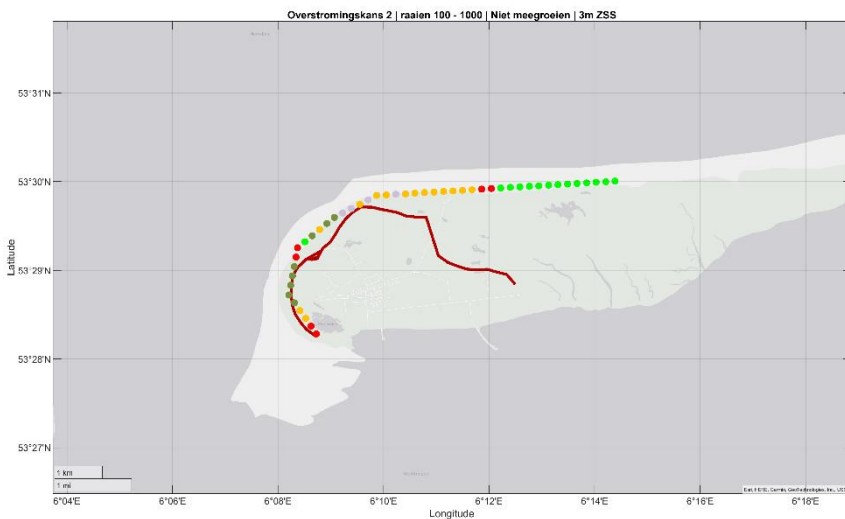 Overstromingskans 2 | raaien 100 - 1000 | Niet meegroeien | 3m ZSS
53°31'N
53°30'N
53°29'N
53°28'N
53°27'N
Latitude
1 km
1 mi
6°04'E
6°06'E
6°08'E
6°10'E
6°12'E
6°14'E
6°16'E
6°18'E
Longitude